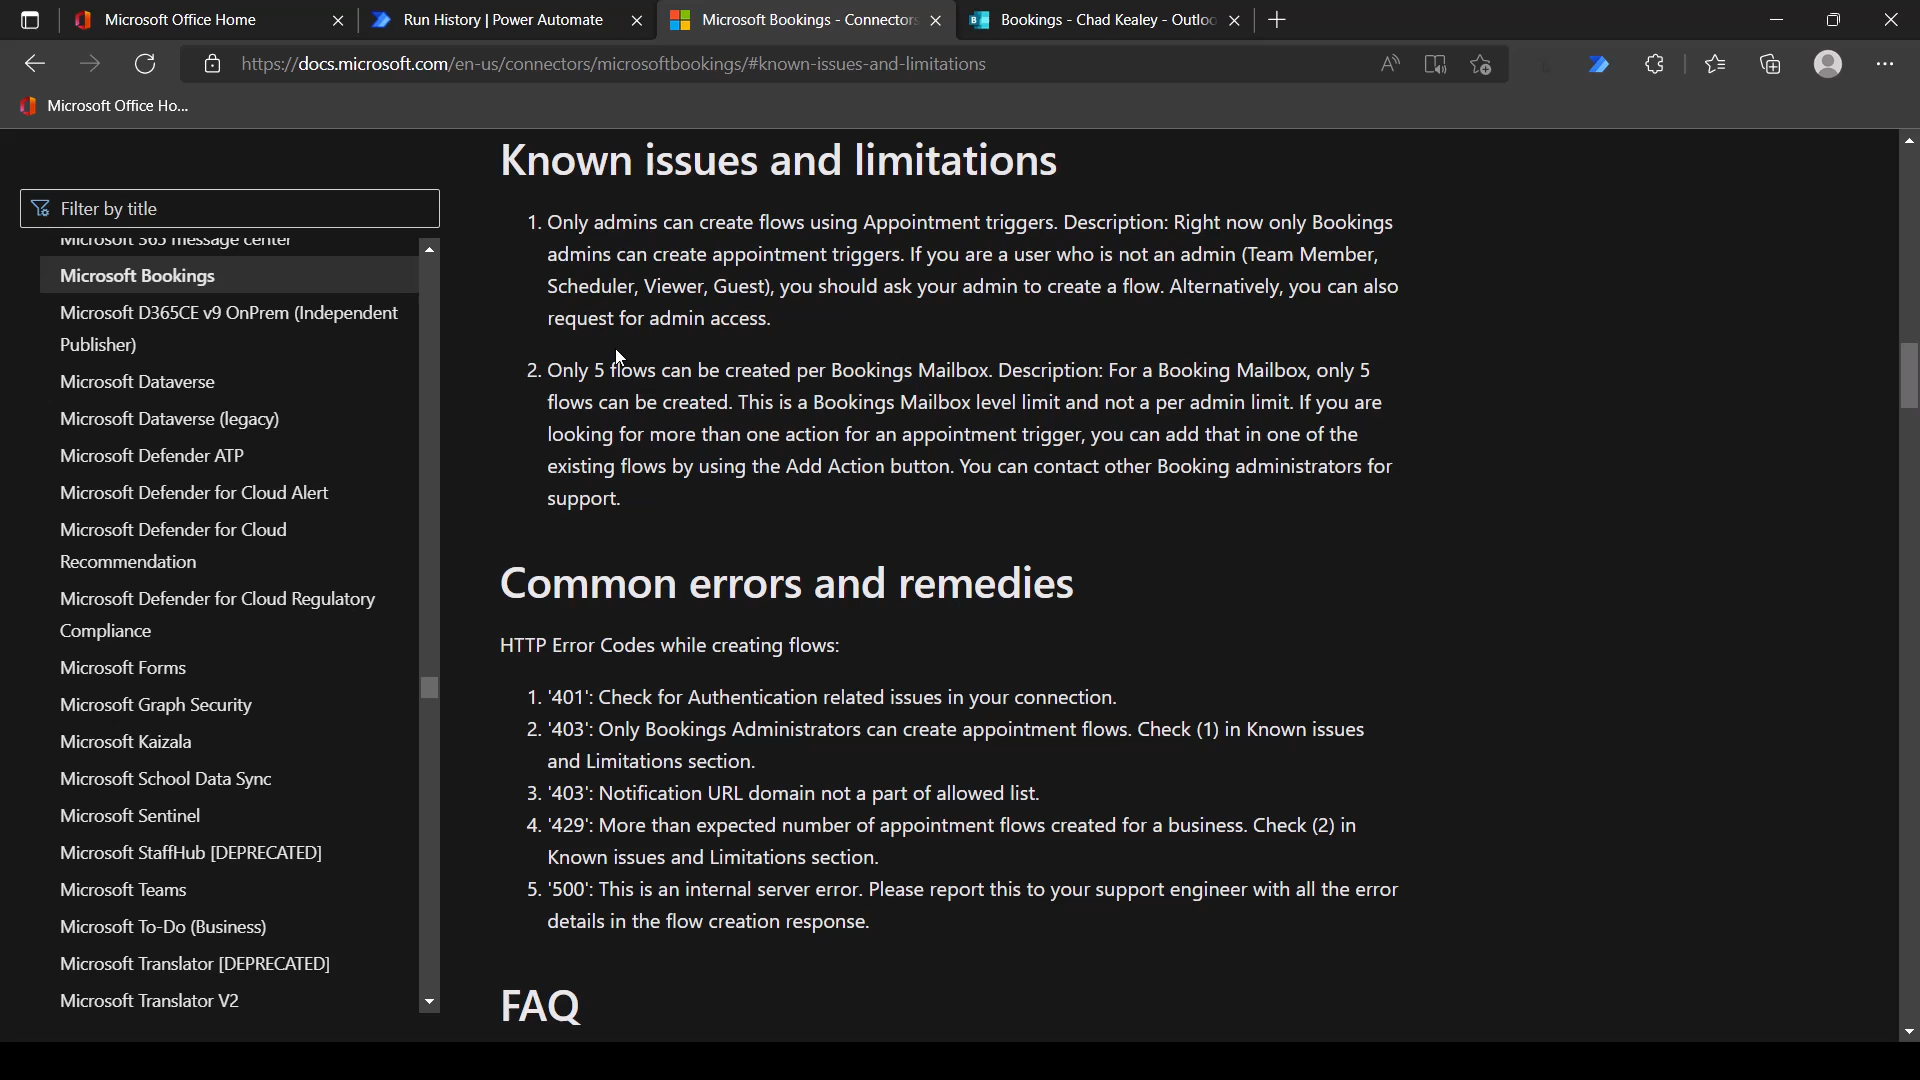 Microsoft Office Home
Run History | Power Automate
Microsoft Bookings - Connectors
Bookings - Chad Kealey - Outloo
https://docs.microsoft.com/en-us/connectors/microsoftbookings/#known-issues-and-limitations
Microsoft Office Ho...
Filter by title
Microsoft 365 message center
Microsoft Bookings
Microsoft D365CE v9 OnPrem (Independent
Publisher)
Microsoft Dataverse
Microsoft Dataverse (legacy)
Microsoft Defender ATP
Microsoft Defender for Cloud Alert
Microsoft Defender for Cloud
Recommendation
Microsoft Defender for Cloud Regulatory
Compliance
Microsoft Forms
Microsoft Graph Security
Microsoft Kaizala
Microsoft School Data Sync
Microsoft Sentinel
Microsoft StaffHub [DEPRECATED]
Microsoft Teams
Microsoft To-Do (Business)
Microsoft Translator [DEPRECATED]
Microsoft Translator V2
Known issues and limitations
1. Only admins can create flows using Appointment triggers. Description: Right now only Bookings
admins can create appointment triggers. If you are a user who is not an admin (Team Member,
Scheduler, Viewer, Guest), you should ask your admin to create a flow. Alternatively, you can also
request for admin access.
2. Only 5 flows can be created per Bookings Mailbox. Description: For a Booking Mailbox, only 5
flows can be created. This is a Bookings Mailbox level limit and not a per admin limit. If you are
looking for more than one action for an appointment trigger, you can add that in one of the
existing flows by using the Add Action button. You can contact other Booking administrators for
support.
Common errors and remedies
HTTP Error Codes while creating flows:
1. '401': Check for Authentication related issues in your connection.
2. '403': Only Bookings Administrators can create appointment flows. Check (1) in Known issues
and Limitations section.
3. '403': Notification URL domain not a part of allowed list.
4. '429': More than expected number of appointment flows created for a business. Check (2) in
Known issues and Limitations section.
5. '500': This is an internal server error. Please report this to your support engineer with all the error
details in the flow creation response.
FAQ